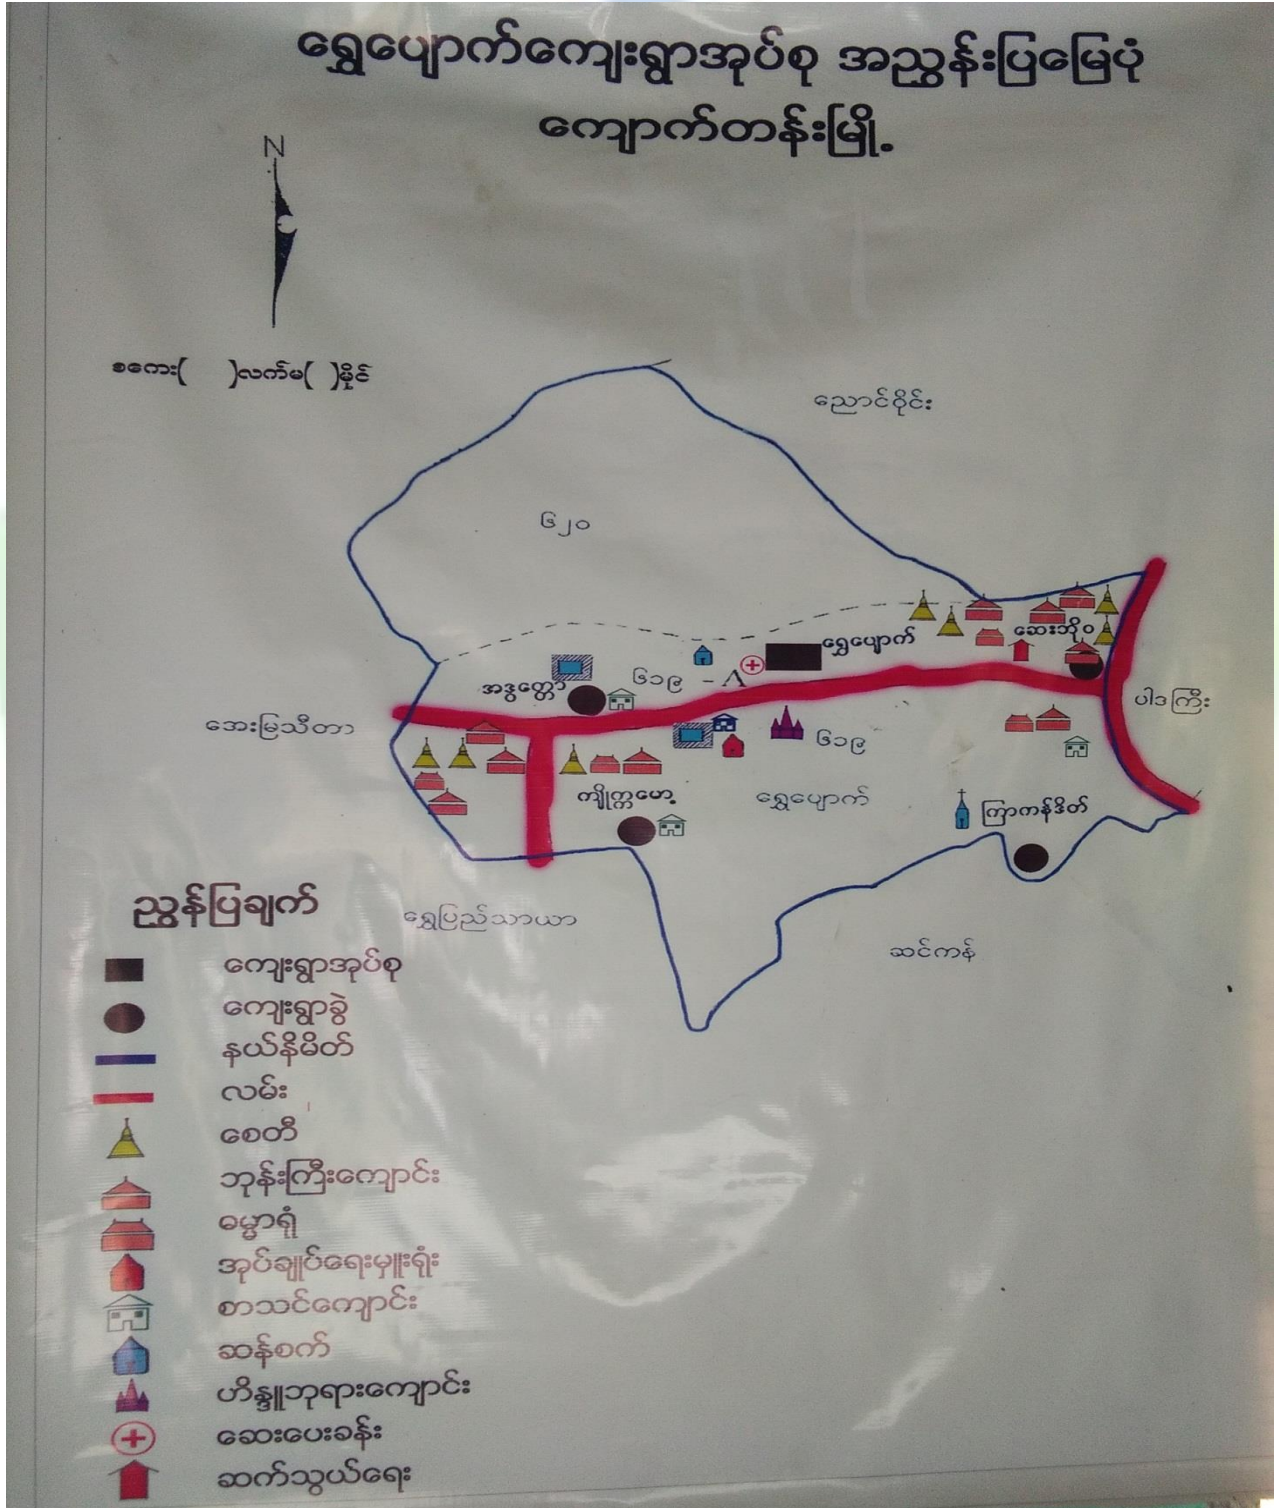 ရွှေပျောက်ကျေးရွာအုပ်စု အညွှန်းပြမြေပုံ
ကျောက်တန်းမြို့
N
စကေး(    )လက်မ(  )မိုင်
ညောင်ဝိုင်း
၆၂၀
ရွှေပျောက်
ဆေးဘိုဝ
၆၁၉ - A
အဒွတ္တော
ပါဒကြီး
အေးမြသီတာ
၆၁၉
ကျိုက္ကမော့
ရွှေပျောက်
ကြာကန်ဒိတ်
ညွှန်ပြချက်
ရွှေပြည်သာယာ
ဆင်ကန်
ကျေးရွာအုပ်စု
ကျေးရွာခွဲ
နယ်နိမိတ်
လမ်း
စေတီ
ဘုန်းကြီးကျောင်း
ဓမ္မာရုံ
အုပ်ချုပ်ရေးမှူးရုံး
စာသင်ကျောင်း
ဆန်စက်
ဟိန္ဒူဘုရားကျောင်း
ဆေးပေးခန်း
ဆက်သွယ်ရေး